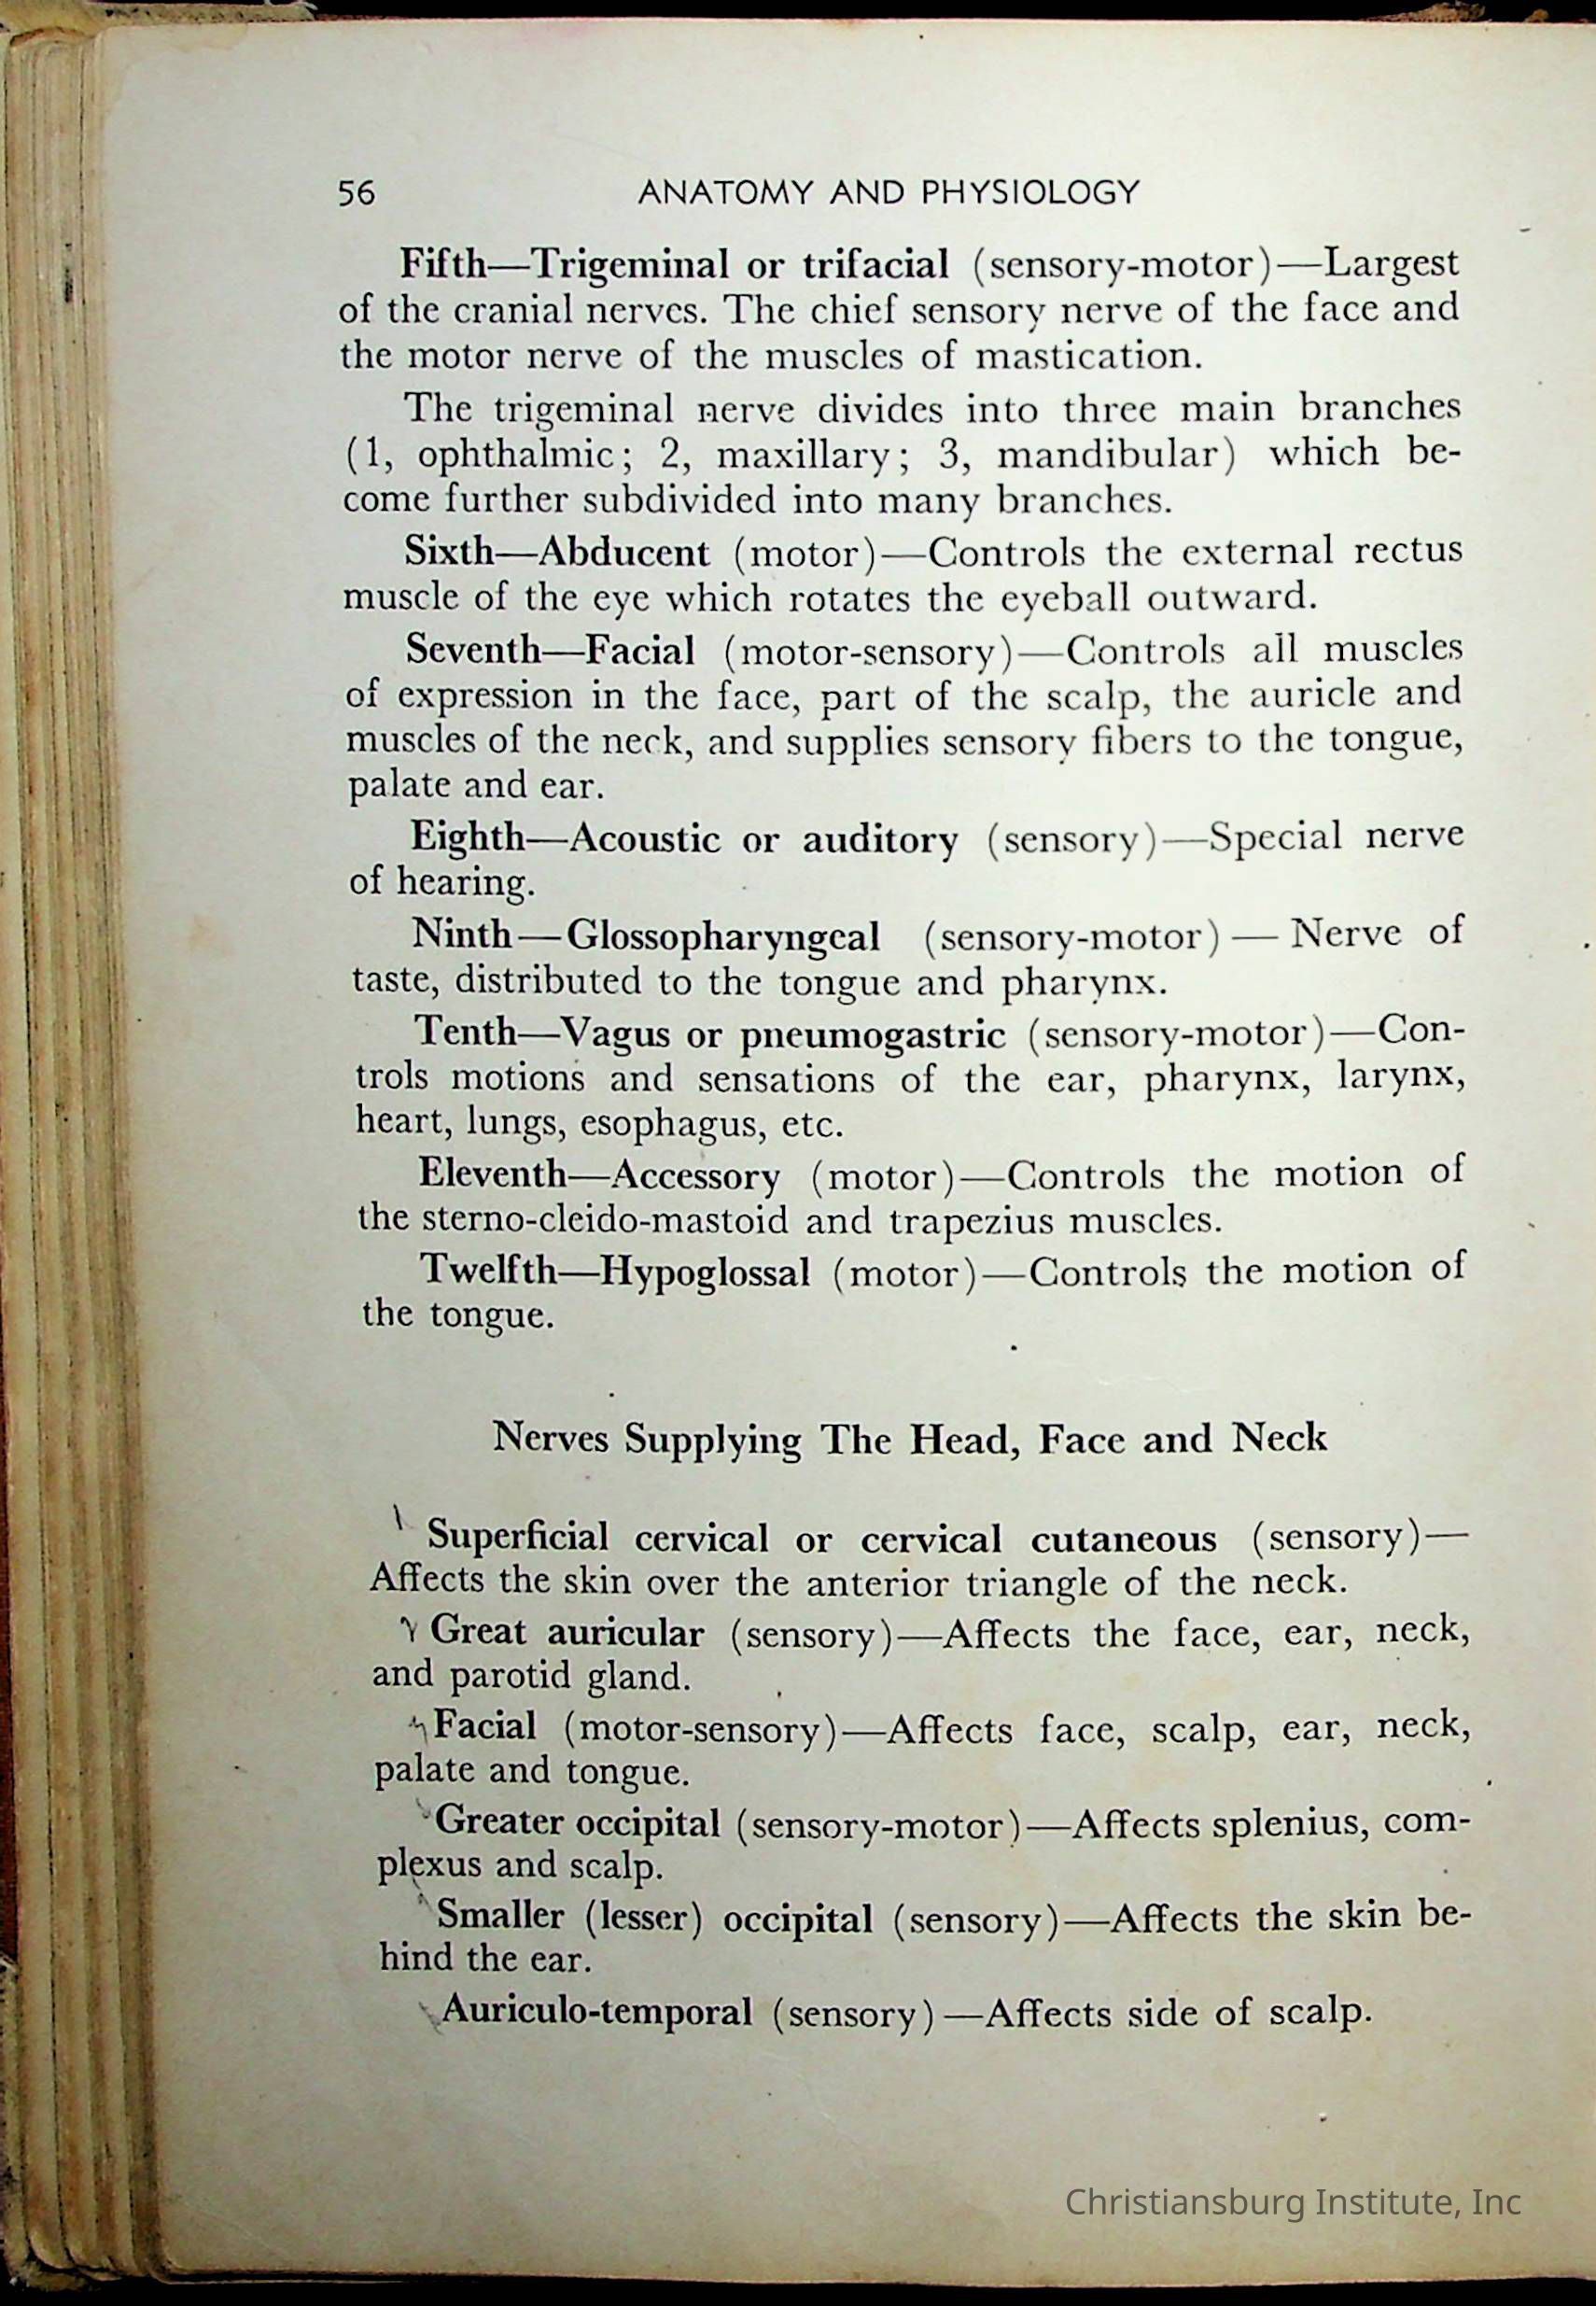 56 ANATOMY AND PHYSIOLOGY
Fifth—Trigeminal or trifacial (sensory-motor)—Largest
of the cranial nerves. The chief sensory nerve of the face and
the motor nerve of the muscles of mastication.
The trigeminal nerve divides into three main branches
(1, ophthalmic; 2, maxillary; 3, mandibular) which be-
come further subdivided into many branches.
Sixth—Abducent (motor)—Controls the external rectus
muscle of the eye which rotates the eyeball outward.
Seventh—Facial (motor-sensory)—Controls all muscles
of expression in the face, part of the scalp, the auricle and
muscles of the neck, and supplies sensory fibers to the tongue,
palate and ear.
Eighth—Acoustic or auditory (sensory)—Special nerve
of hearing.
Ninth—Glossopharyngeal (sensory-motor)—Nerve of
taste, distributed to the tongue and pharynx.
Tenth—Vagus or pneumogastric (sensory-motor)—Con-
trols motions and sensations of the ear, pharynx, larynx,
heart, lungs, esophagus, etc.
Eleventh—Accessory (motor)—Controls the motion of
the sterno-cleido-mastoid and trapezius muscles.
Twelfth—Hypoglossal (motor)—Controls the motion of
the tongue.
Nerves Supplying The Head, Face and Neck
Superficial cervical or cervical cutaneous (sensory)—
Affects the skin over the anterior triangle of the neck.
Great auricular (sensory)—Affects the face, ear, neck,
and parotid gland.
Facial (motor-sensory)—Affects face, scalp, ear, neck,
palate and tongue.
Greater occipital (sensory-motor)—Affects splenius, com-
plexus and scalp.
Smaller (lesser) occipital (sensory)—Affects the skin be-
hind the ear.
Auriculo-temporal (sensory)—Affects side of scalp.
Christiansburg Institute, Inc